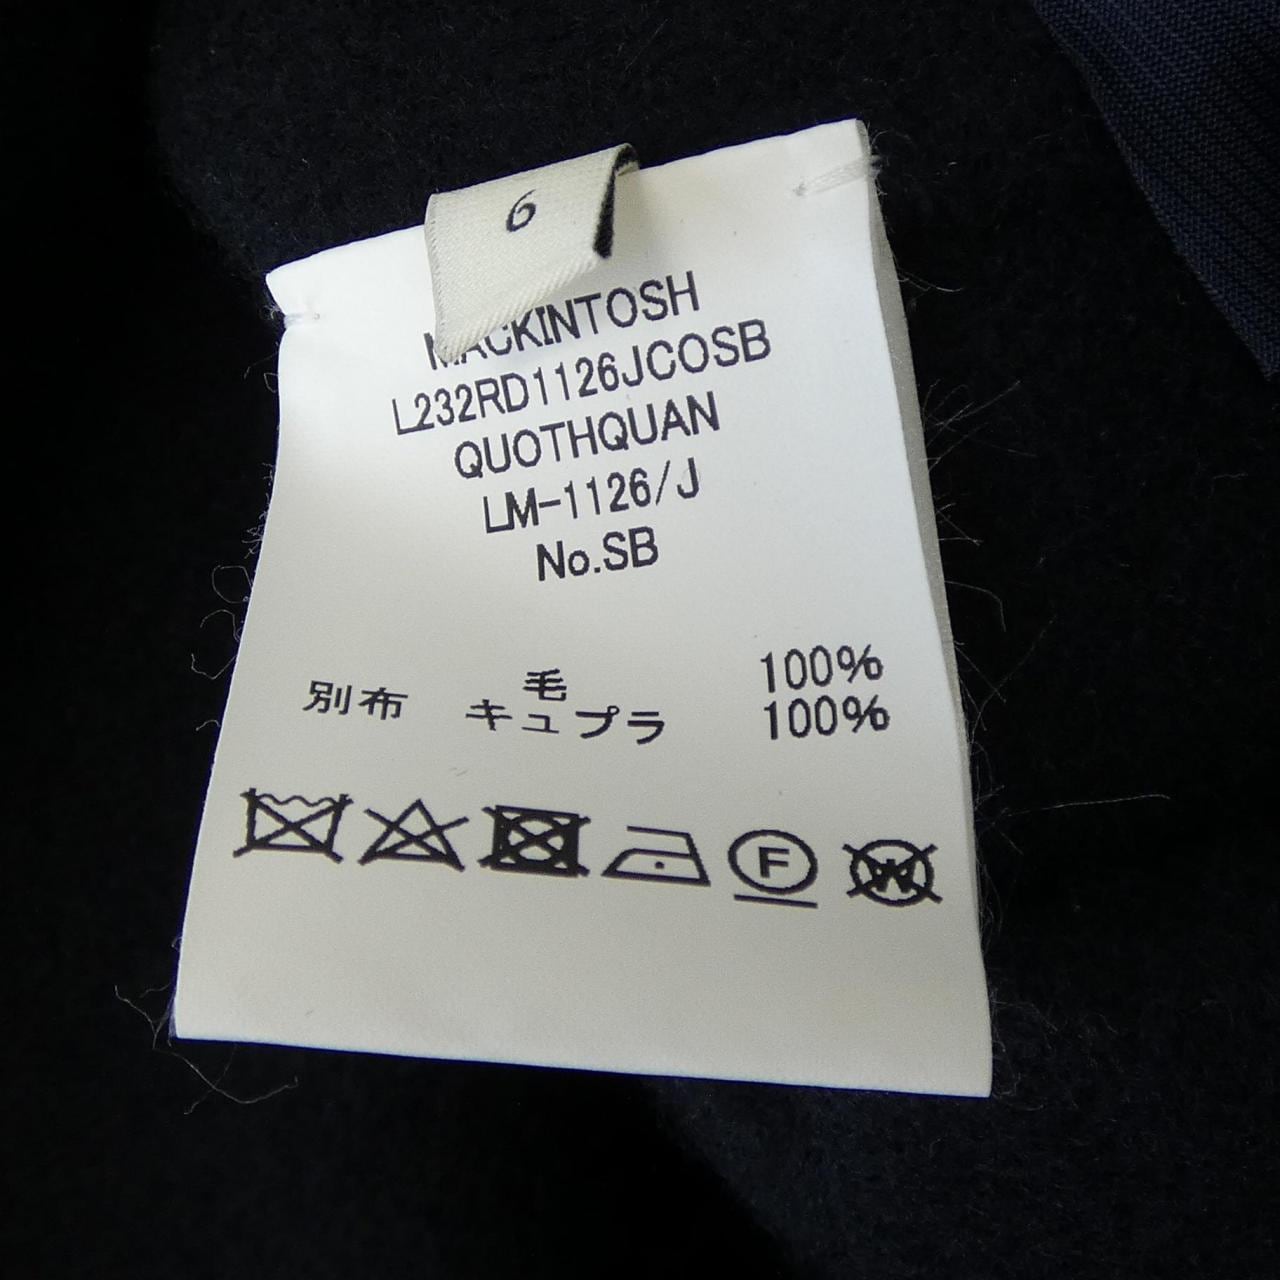 6
MACKINTOSH
L232RD1126JCOSB
QUOTHQUAN
LM-1126/J
No.SB
毛 100%
別布 キュプラ 100%
F
W